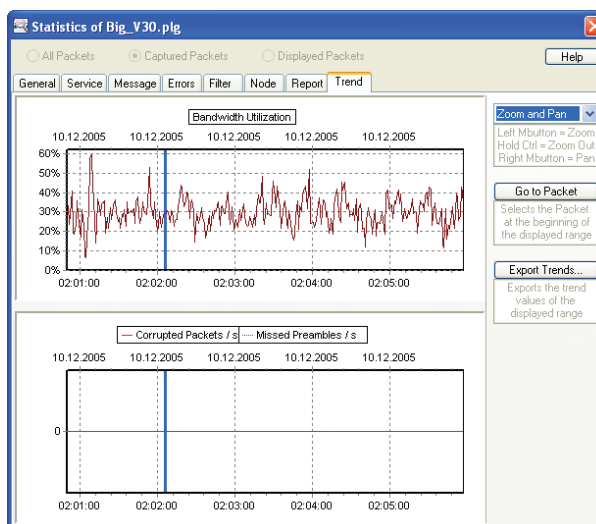 Statistics of Big_V30.plg
All Packets Captured Packets Displayed Packets Help
General Service Message Errors Filter Node Report Trend
Bandwidth Utilization
10.12.2005 10.12.2005 10.12.2005 10.12.2005 10.12.2005
60%
50%
40%
30%
20%
10%
0%
02:01:00 02:02:00 02:03:00 02:04:00 02:05:00
Corrupted Packets / s Missed Preambles / s
10.12.2005 10.12.2005 10.12.2005 10.12.2005 10.12.2005
0
02:01:00 02:02:00 02:03:00 02:04:00 02:05:00
Zoom and Pan
Left Mbutton = Zoom
Hold Ctrl = Zoom Out
Right Mbutton = Pan
Go to Packet
Selects the Packet
at the beginning of
the displayed range
Export Trends...
Exports the trend
values of the
displayed range